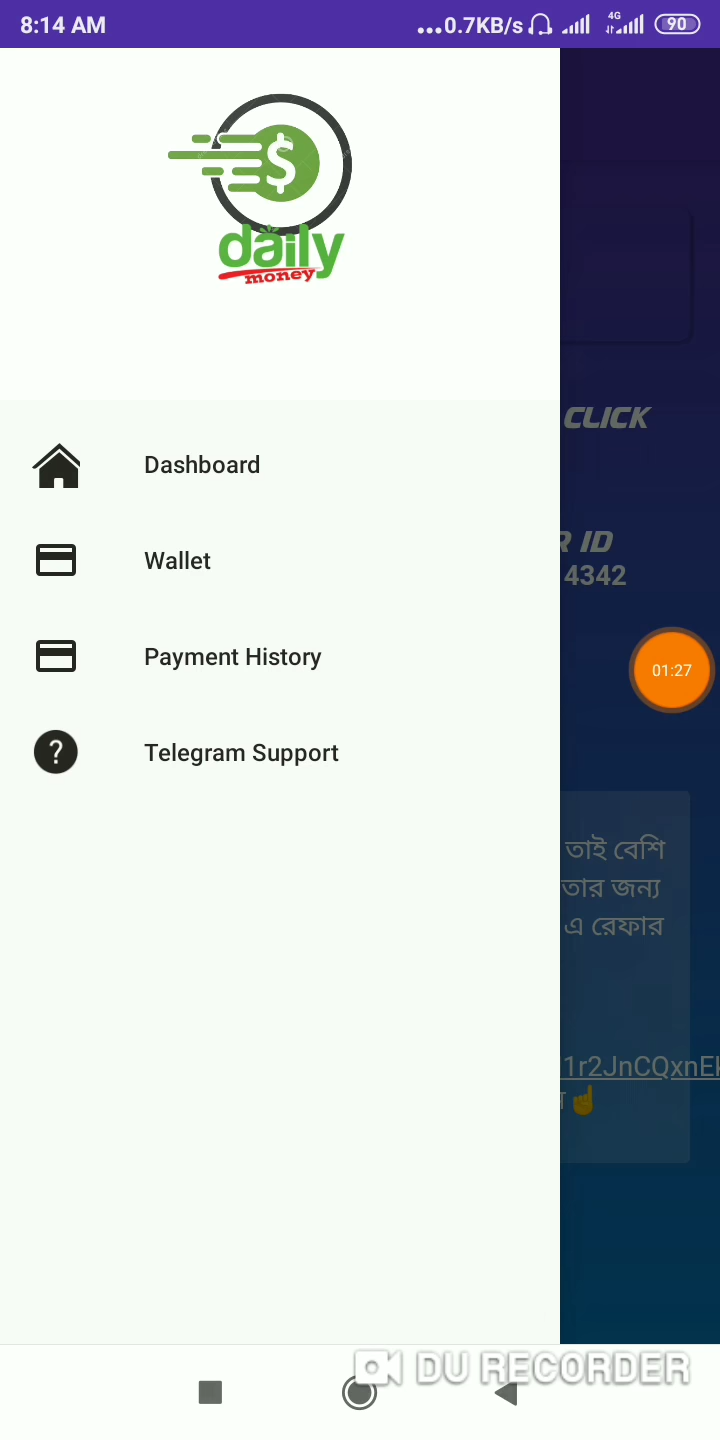 8:14 AM
...0.7KB/s
4G
90
daily
money
Dashboard
Wallet
Payment History
Telegram Support
CLICK
R ID
4342
01:27
তাই বেশি
তার জন্য
এ রেফার
1r2JnCQxnE
DU RECORDER